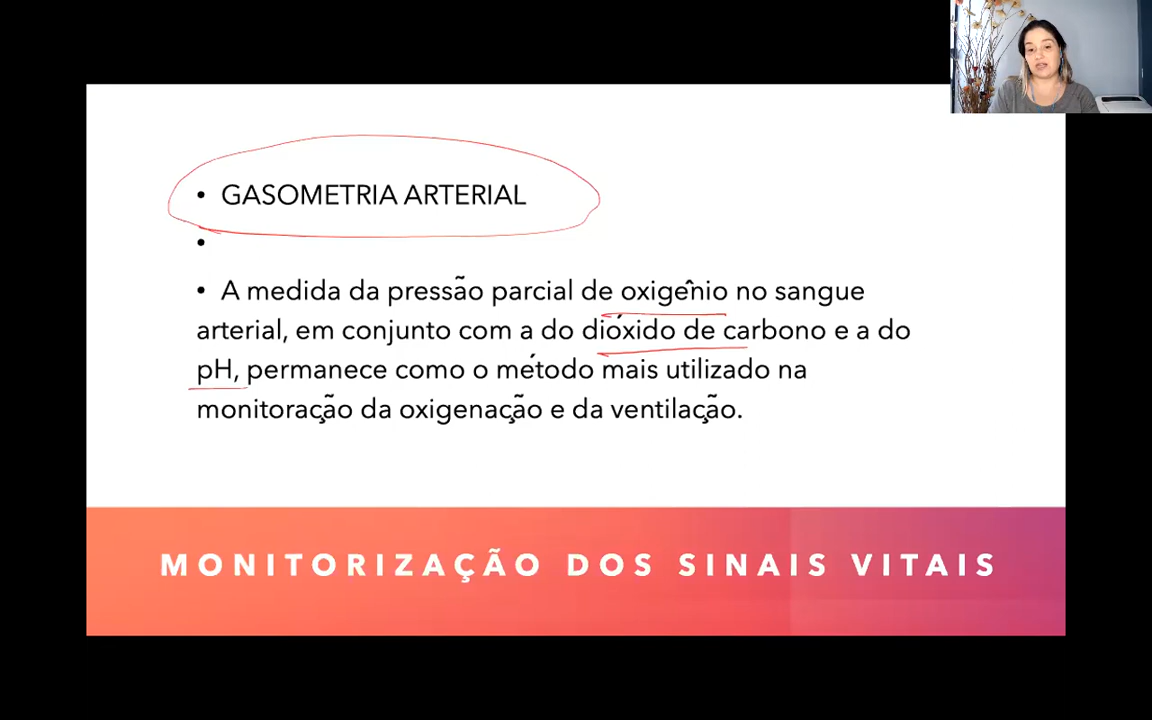 • GASOMETRIA ARTERIAL
•
• A medida da pressão parcial de oxigênio no sangue
arterial, em conjunto com a do dióxido de carbono e a do
pH, permanece como o método mais utilizado na
monitoração da oxigenação e da ventilação.
MONITORIZAÇÃO DOS SINAIS VITAIS